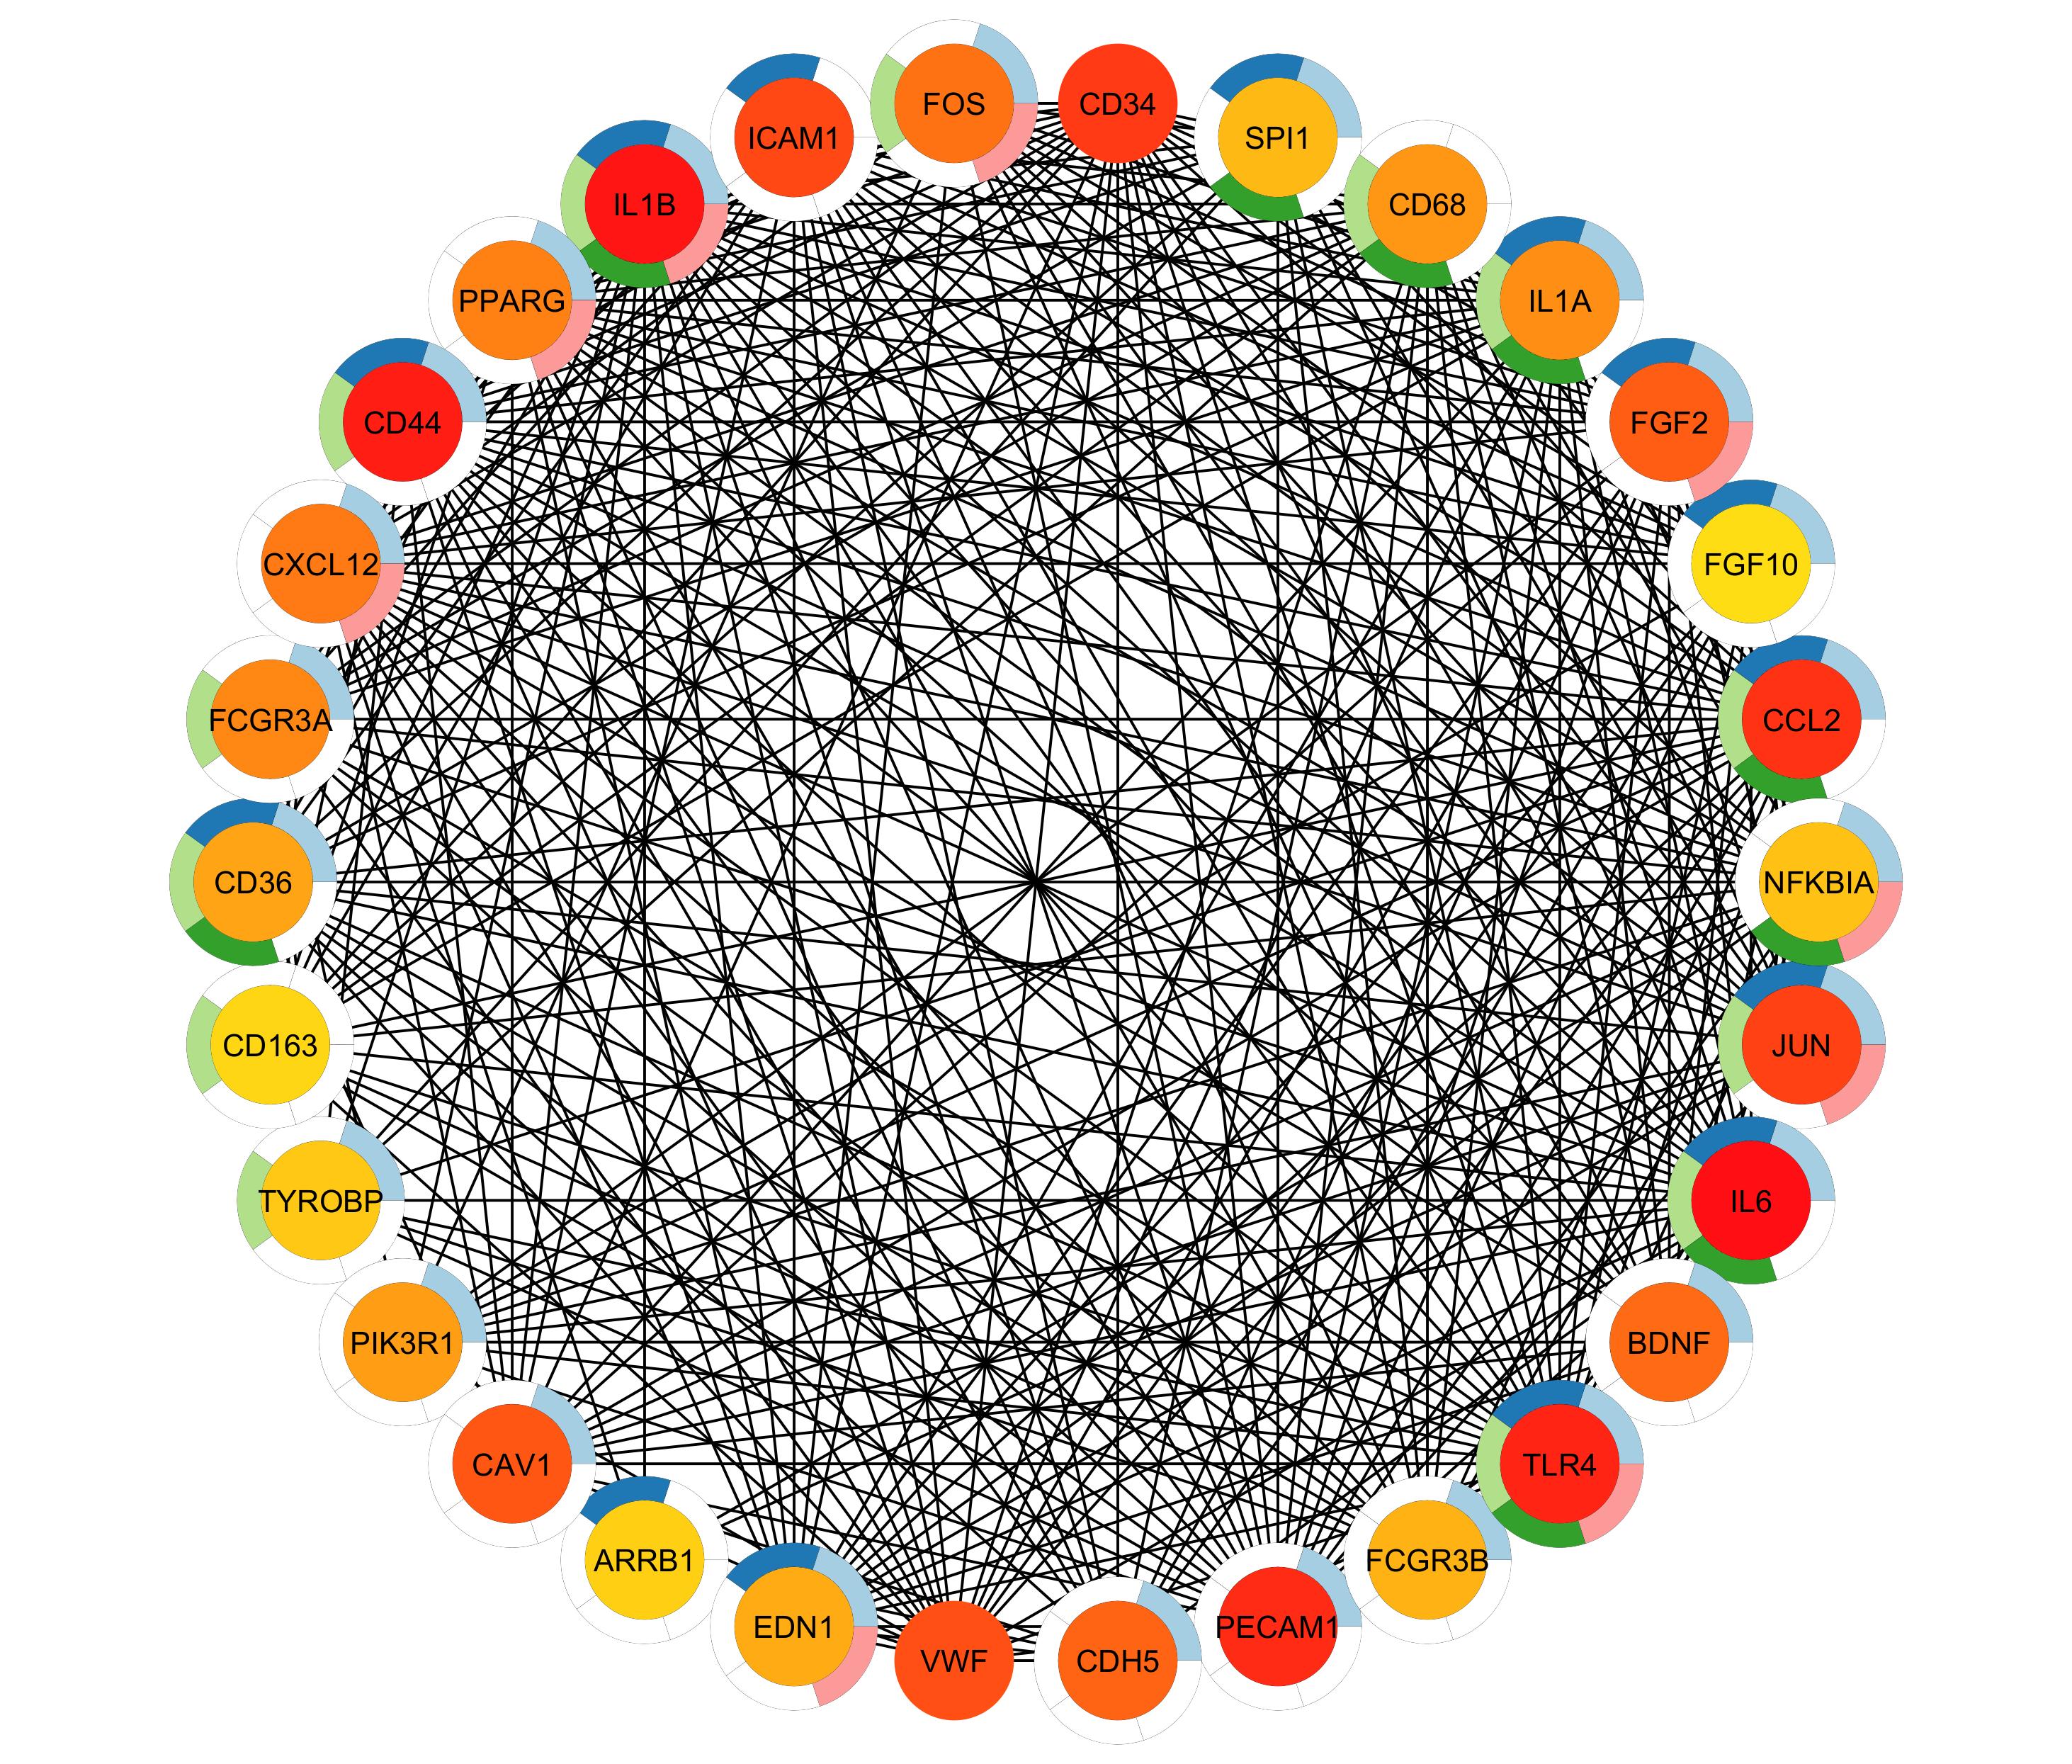 FOS
CD34
ICAM1
SPI1
IL1B
CD68
PPARG
IL1A
CD44
FGF2
CXCL12
FGF10
FCGR3A
CCL2
CD36
NFKBIA
CD163
JUN
TYROBP
IL6
PIK3R1
BDNF
CAV1
TLR4
ARRB1
FCGR3B
EDN1
PECAM1
VWF
CDH5